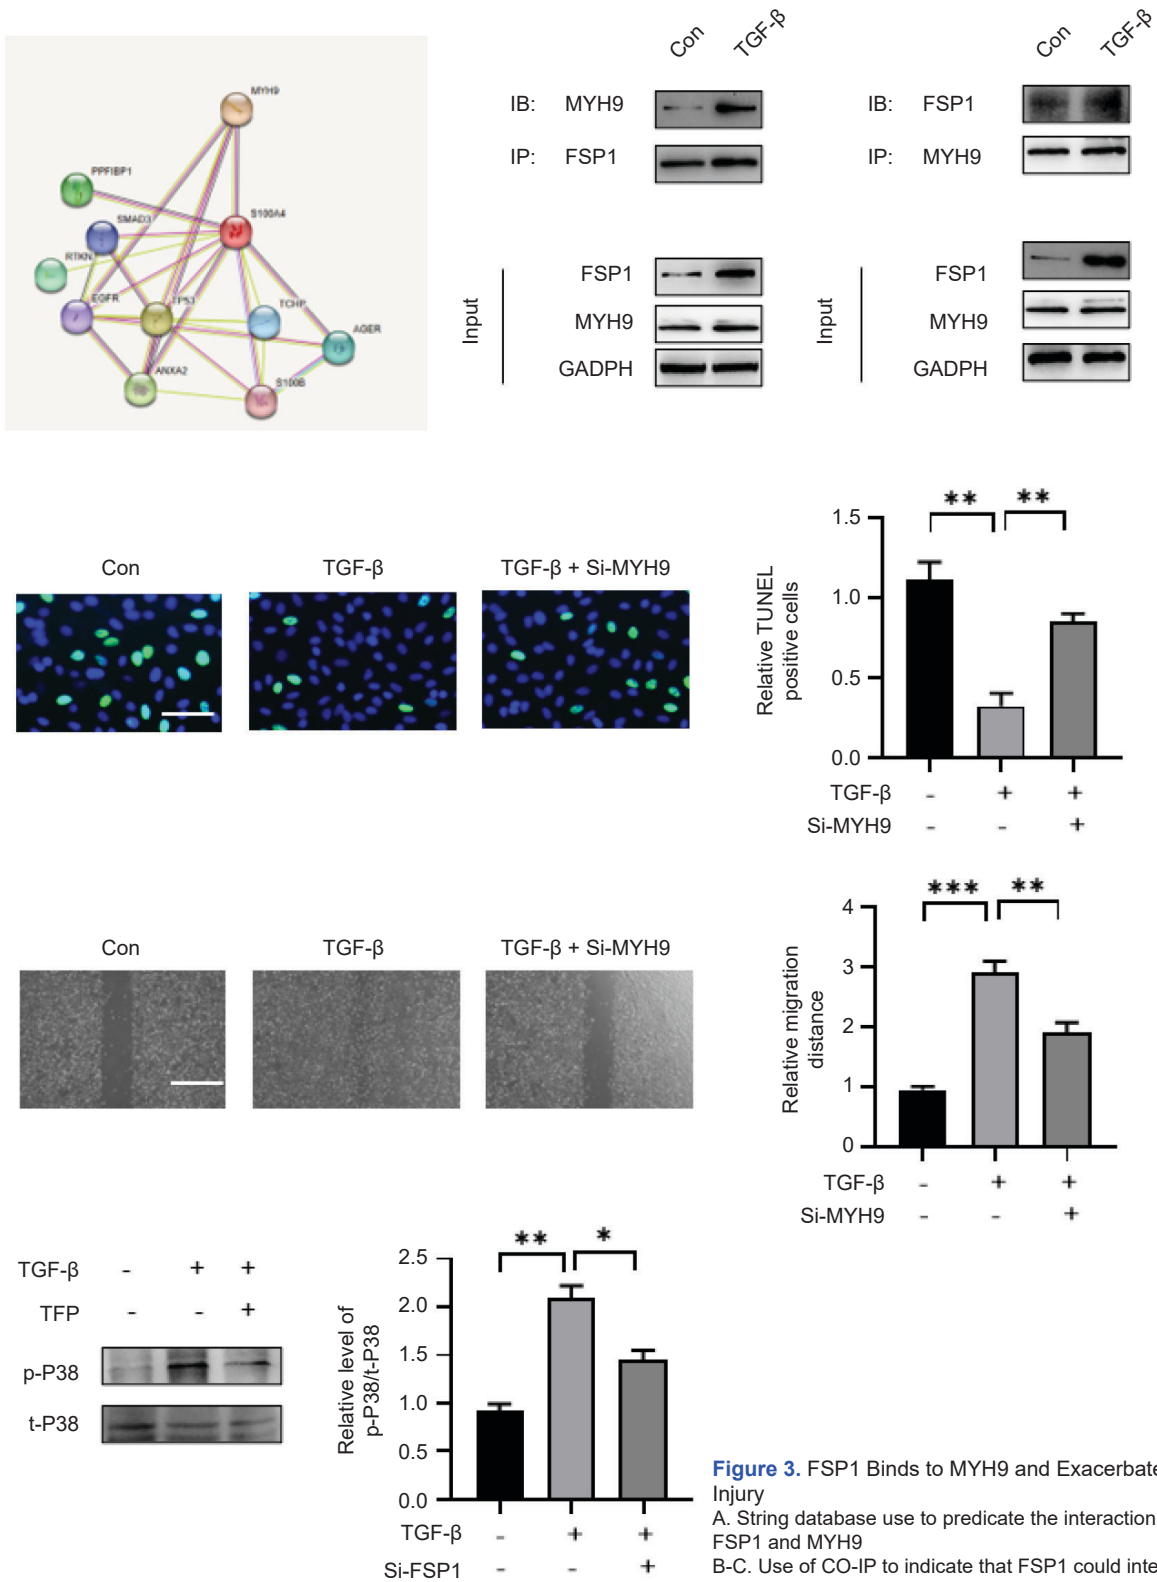 MYH9
PPFIBP1
SMAD3
S100A4
RTKN
EGFR
TP53
TCHP
AGER
ANXA2
S100B
Con TGF-β
IB: MYH9
IP: FSP1
Input
FSP1
MYH9
GADPH
Con TGF-β
IB: FSP1
IP: MYH9
Input
FSP1
MYH9
GADPH
Con
TGF-β
TGF-β + Si-MYH9
Relative TUNEL
positive cells
** **
1.5
1.0
0.5
0.0
TGF-β - + +
Si-MYH9 - - +
Con
TGF-β
TGF-β + Si-MYH9
Relative migration
distance
*** **
4
3
2
1
0
TGF-β - + +
Si-MYH9 - - +
TGF-β - + +
TFP - - +
p-P38
t-P38
Relative level of
p-P38/t-P38
** *
2.5
2.0
1.5
1.0
0.5
0.0
TGF-β - + +
Si-FSP1 - - +
Figure 3. FSP1 Binds to MYH9 and Exacerbate
Injury
A. String database use to predicate the interaction
FSP1 and MYH9
B-C. Use of CO-IP to indicate that FSP1 could inte